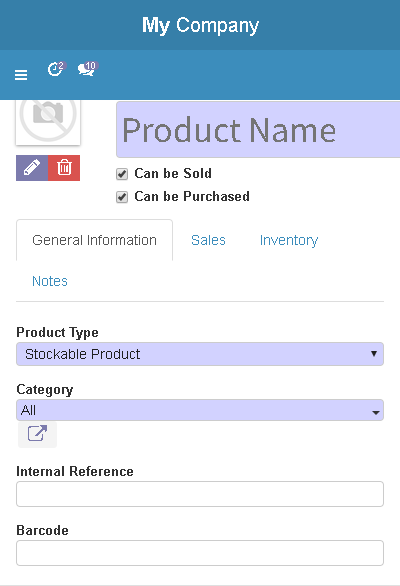 My Company
2 10
Product Name
Can be Sold
Can be Purchased
General Information Sales Inventory
Notes
Product Type
Stockable Product
Category
All
Internal Reference
Barcode